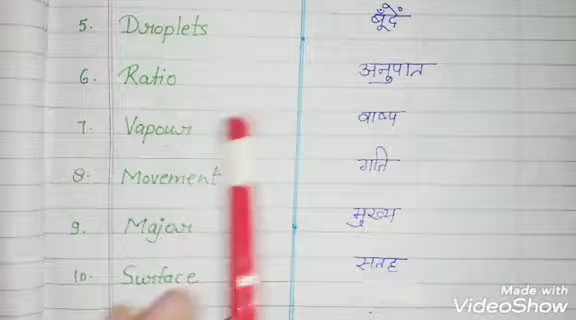 5. Droplets बूँदें
6. Ratio अनुपात
7. Vapour वाष्प
8. Movement गति
9. Major मुख्य
10. Surface सतह
Made with
VideoShow